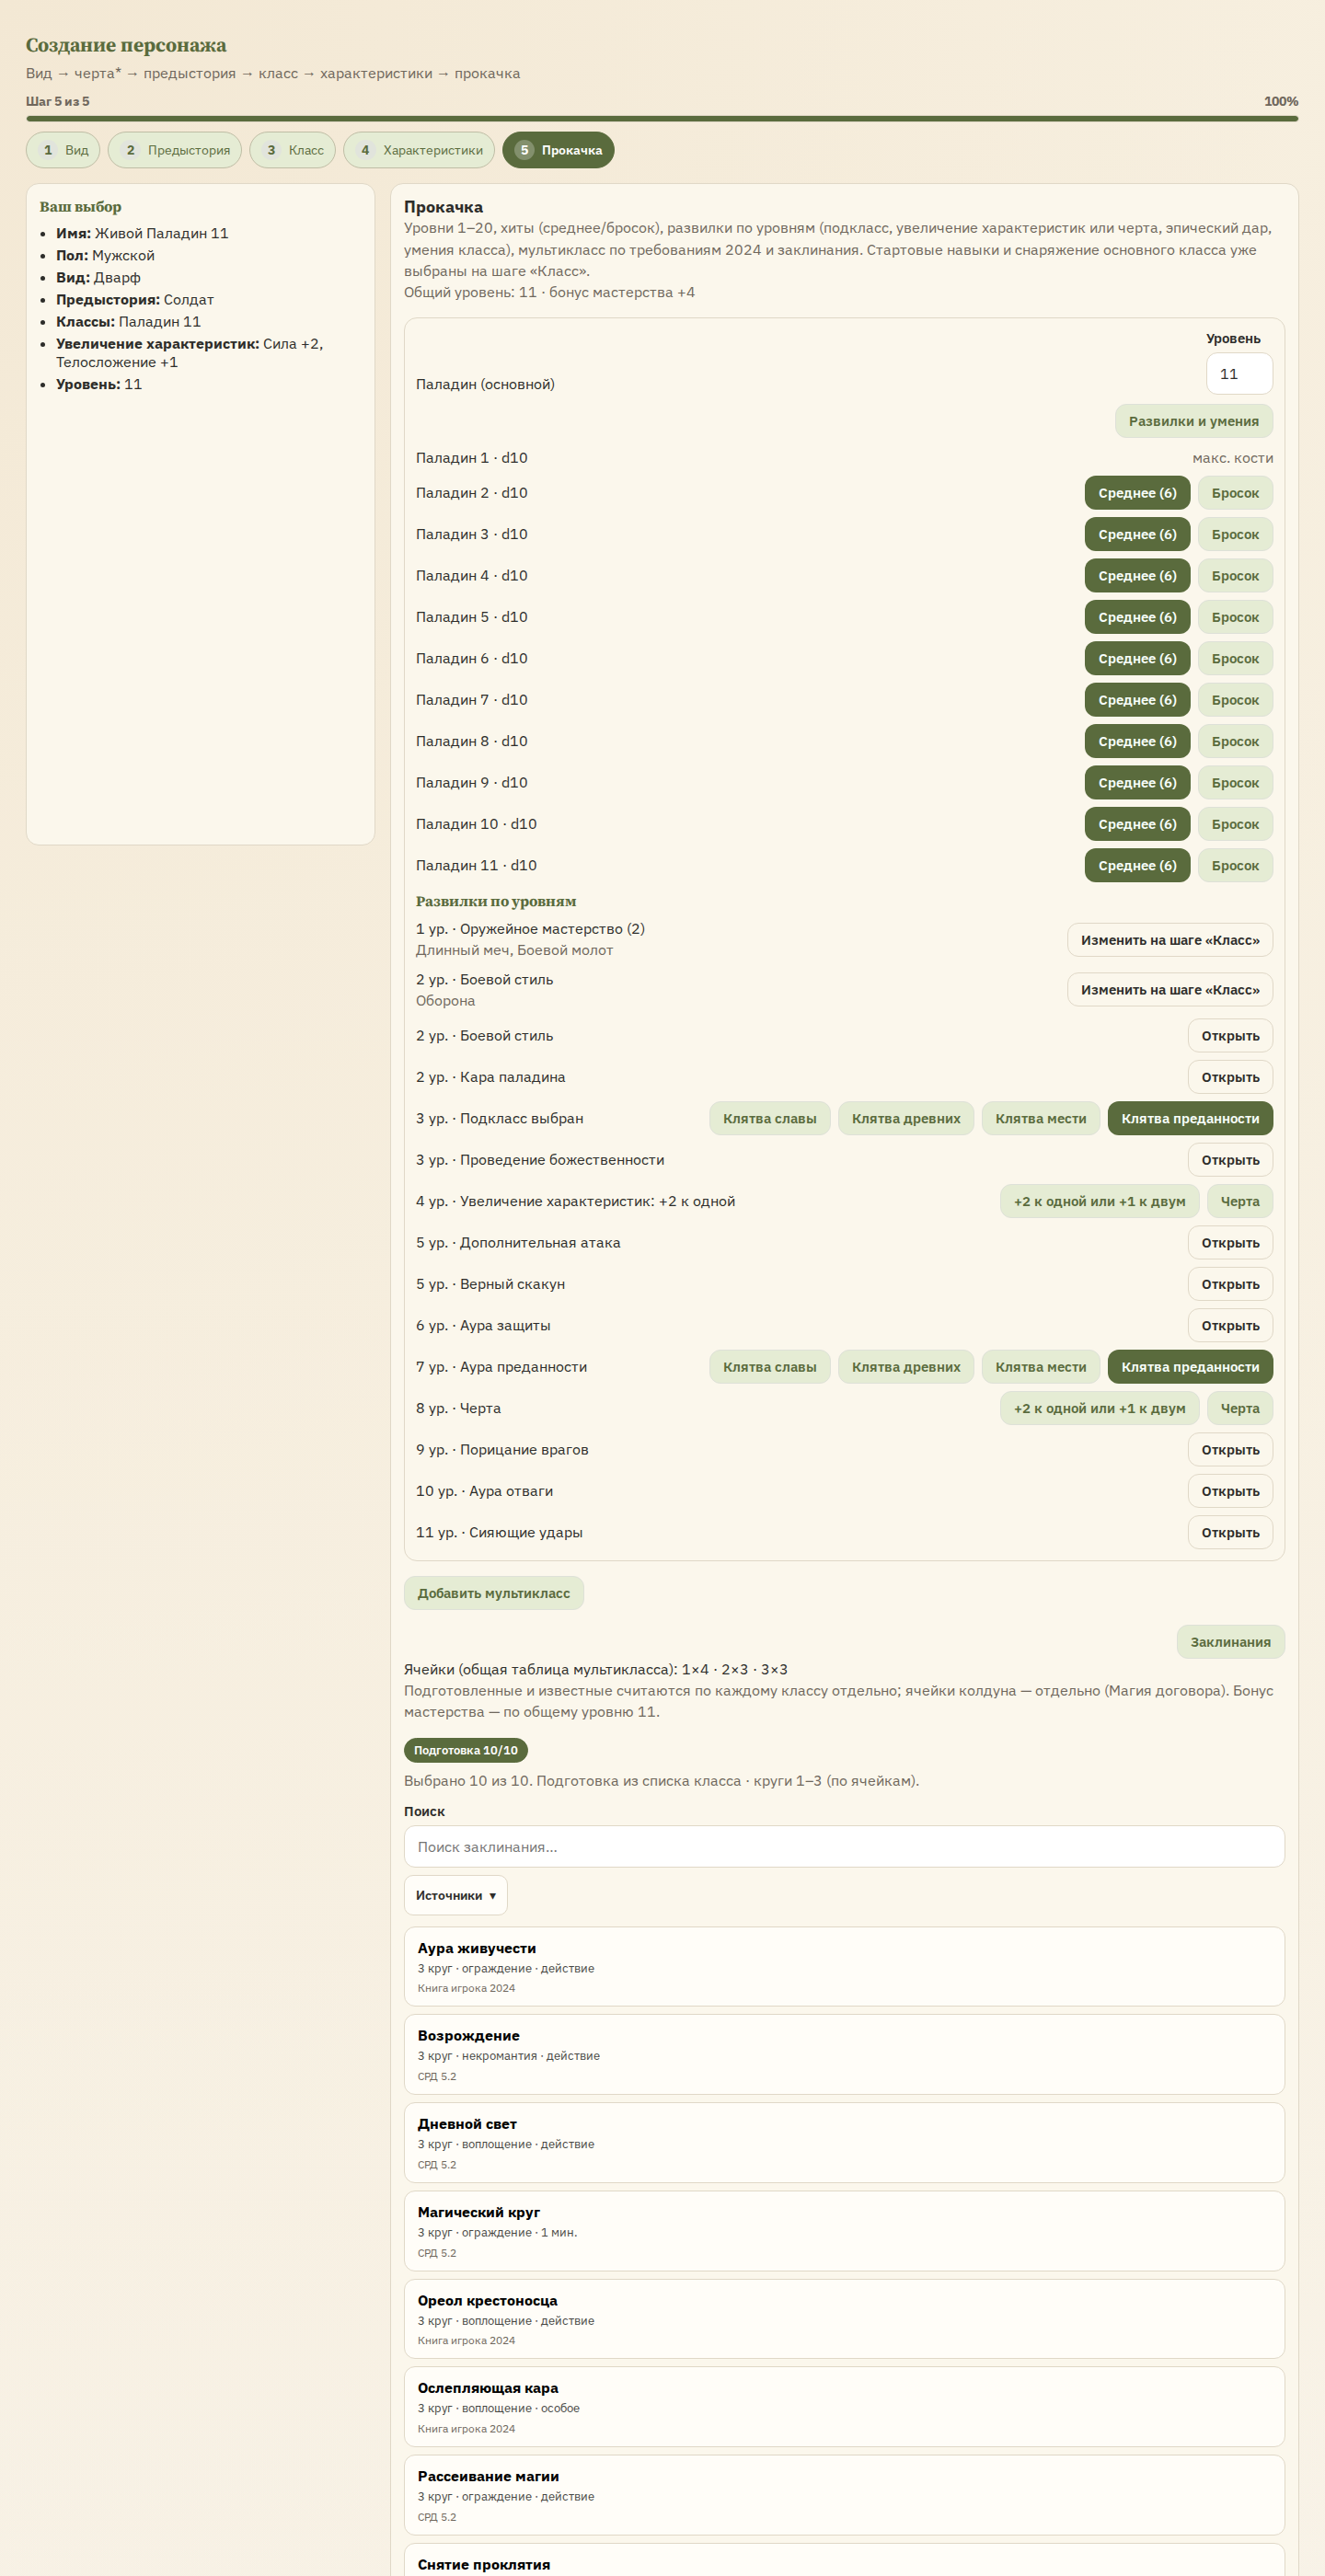 Создание персонажа
Вид → черта* → предыстория → класс → характеристики → прокачка
Шаг 5 из 5
100%
1 Вид
2 Предыстория
3 Класс
4 Характеристики
5 Прокачка
Ваш выбор
• Имя: Живой Паладин 11
• Пол: Мужской
• Вид: Дварф
• Предыстория: Солдат
• Классы: Паладин 11
• Увеличение характеристик: Сила +2,
Телосложение +1
• Уровень: 11
Прокачка
Уровни 1–20, хиты (среднее/бросок), развилки по уровням (подкласс, увеличение характеристик или черта, эпический дар,
умения класса), мультикласс по требованиям 2024 и заклинания. Стартовые навыки и снаряжение основного класса уже
выбраны на шаге «Класс».
Общий уровень: 11 · бонус мастерства +4
Уровень
Паладин (основной)
11
Развилки и умения
Паладин 1 · d10
макс. кости
Паладин 2 · d10
Среднее (6)
Бросок
Паладин 3 · d10
Среднее (6)
Бросок
Паладин 4 · d10
Среднее (6)
Бросок
Паладин 5 · d10
Среднее (6)
Бросок
Паладин 6 · d10
Среднее (6)
Бросок
Паладин 7 · d10
Среднее (6)
Бросок
Паладин 8 · d10
Среднее (6)
Бросок
Паладин 9 · d10
Среднее (6)
Бросок
Паладин 10 · d10
Среднее (6)
Бросок
Паладин 11 · d10
Среднее (6)
Бросок
Развилки по уровням
1 ур. · Оружейное мастерство (2)
Длинный меч, Боевой молот
Изменить на шаге «Класс»
2 ур. · Боевой стиль
Оборона
Изменить на шаге «Класс»
2 ур. · Боевой стиль
Открыть
2 ур. · Кара паладина
Открыть
3 ур. · Подкласс выбран
Клятва славы
Клятва древних
Клятва мести
Клятва преданности
3 ур. · Проведение божественности
Открыть
4 ур. · Увеличение характеристик: +2 к одной
+2 к одной или +1 к двум
Черта
5 ур. · Дополнительная атака
Открыть
5 ур. · Верный скакун
Открыть
6 ур. · Аура защиты
Открыть
7 ур. · Аура преданности
Клятва славы
Клятва древних
Клятва мести
Клятва преданности
8 ур. · Черта
+2 к одной или +1 к двум
Черта
9 ур. · Порицание врагов
Открыть
10 ур. · Аура отваги
Открыть
11 ур. · Сияющие удары
Открыть
Добавить мультикласс
Заклинания
Ячейки (общая таблица мультикласса): 1×4 · 2×3 · 3×3
Подготовленные и известные считаются по каждому классу отдельно; ячейки колдуна — отдельно (Магия договора). Бонус
мастерства — по общему уровню 11.
Подготовка 10/10
Выбрано 10 из 10. Подготовка из списка класса · круги 1–3 (по ячейкам).
Поиск
Поиск заклинания...
Источники ▾
Аура живучести
3 круг · ограждение · действие
Книга игрока 2024
Возрождение
3 круг · некромантия · действие
СРД 5.2
Дневной свет
3 круг · воплощение · действие
СРД 5.2
Магический круг
3 круг · ограждение · 1 мин.
СРД 5.2
Ореол крестоносца
3 круг · воплощение · действие
Книга игрока 2024
Ослепляющая кара
3 круг · воплощение · особое
Книга игрока 2024
Рассеивание магии
3 круг · ограждение · действие
СРД 5.2
Снятие проклятия